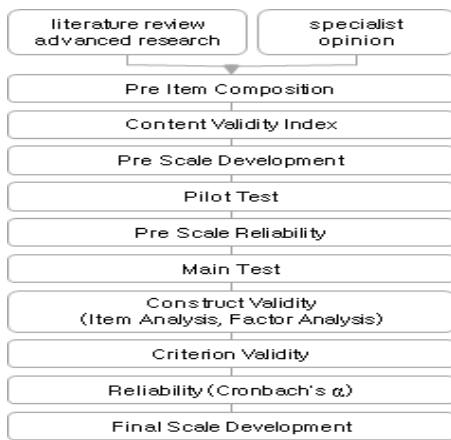 literature review
advanced research
specialist
opinion
Pre Item Composition
Content Validity Index
Pre Scale Development
Pilot Test
Pre Scale Reliability
Main Test
Construct Validity
(Item Analysis, Factor Analysis)
Criterion Validity
Reliability (Cronbach's α)
Final Scale Development